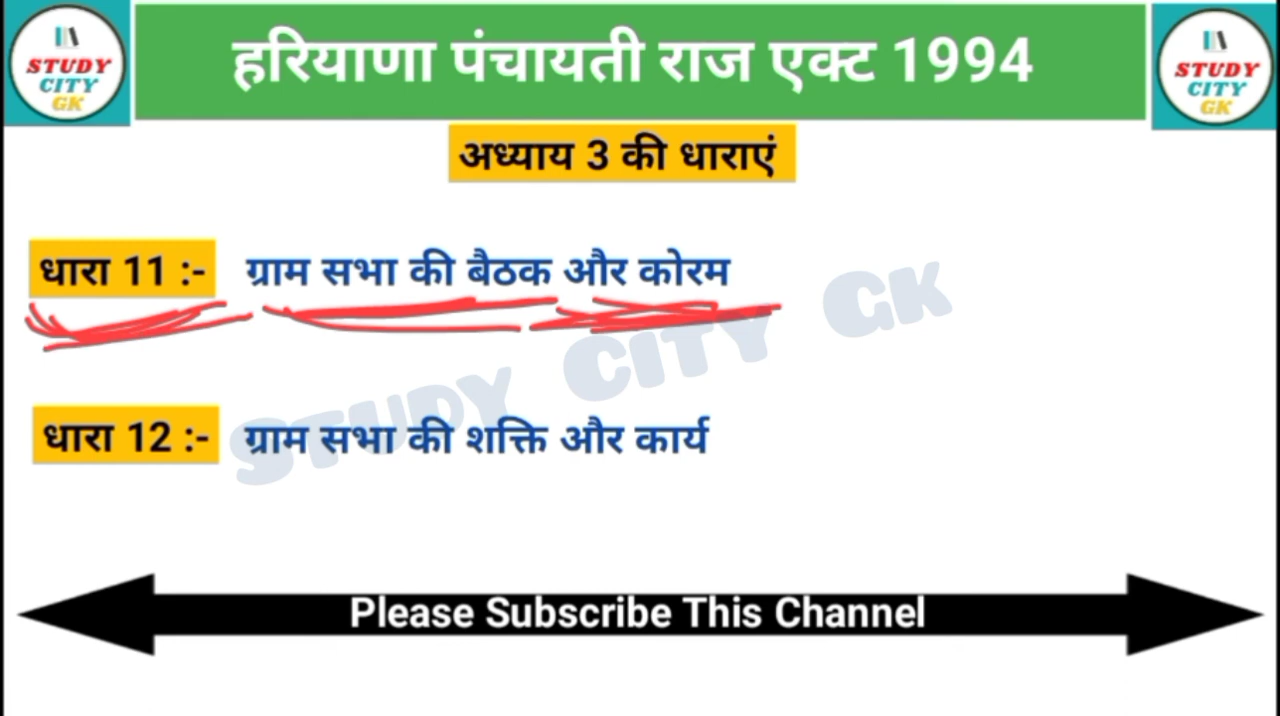 STUDY
CITY
GK
हरियाणा पंचायती राज एक्ट 1994
STUDY
CITY
GK
अध्याय 3 की धाराएं
धारा 11 :- ग्राम सभा की बैठक और कोरम
STUDY CITY GK
धारा 12 :- ग्राम सभा की शक्ति और कार्य
Please Subscribe This Channel